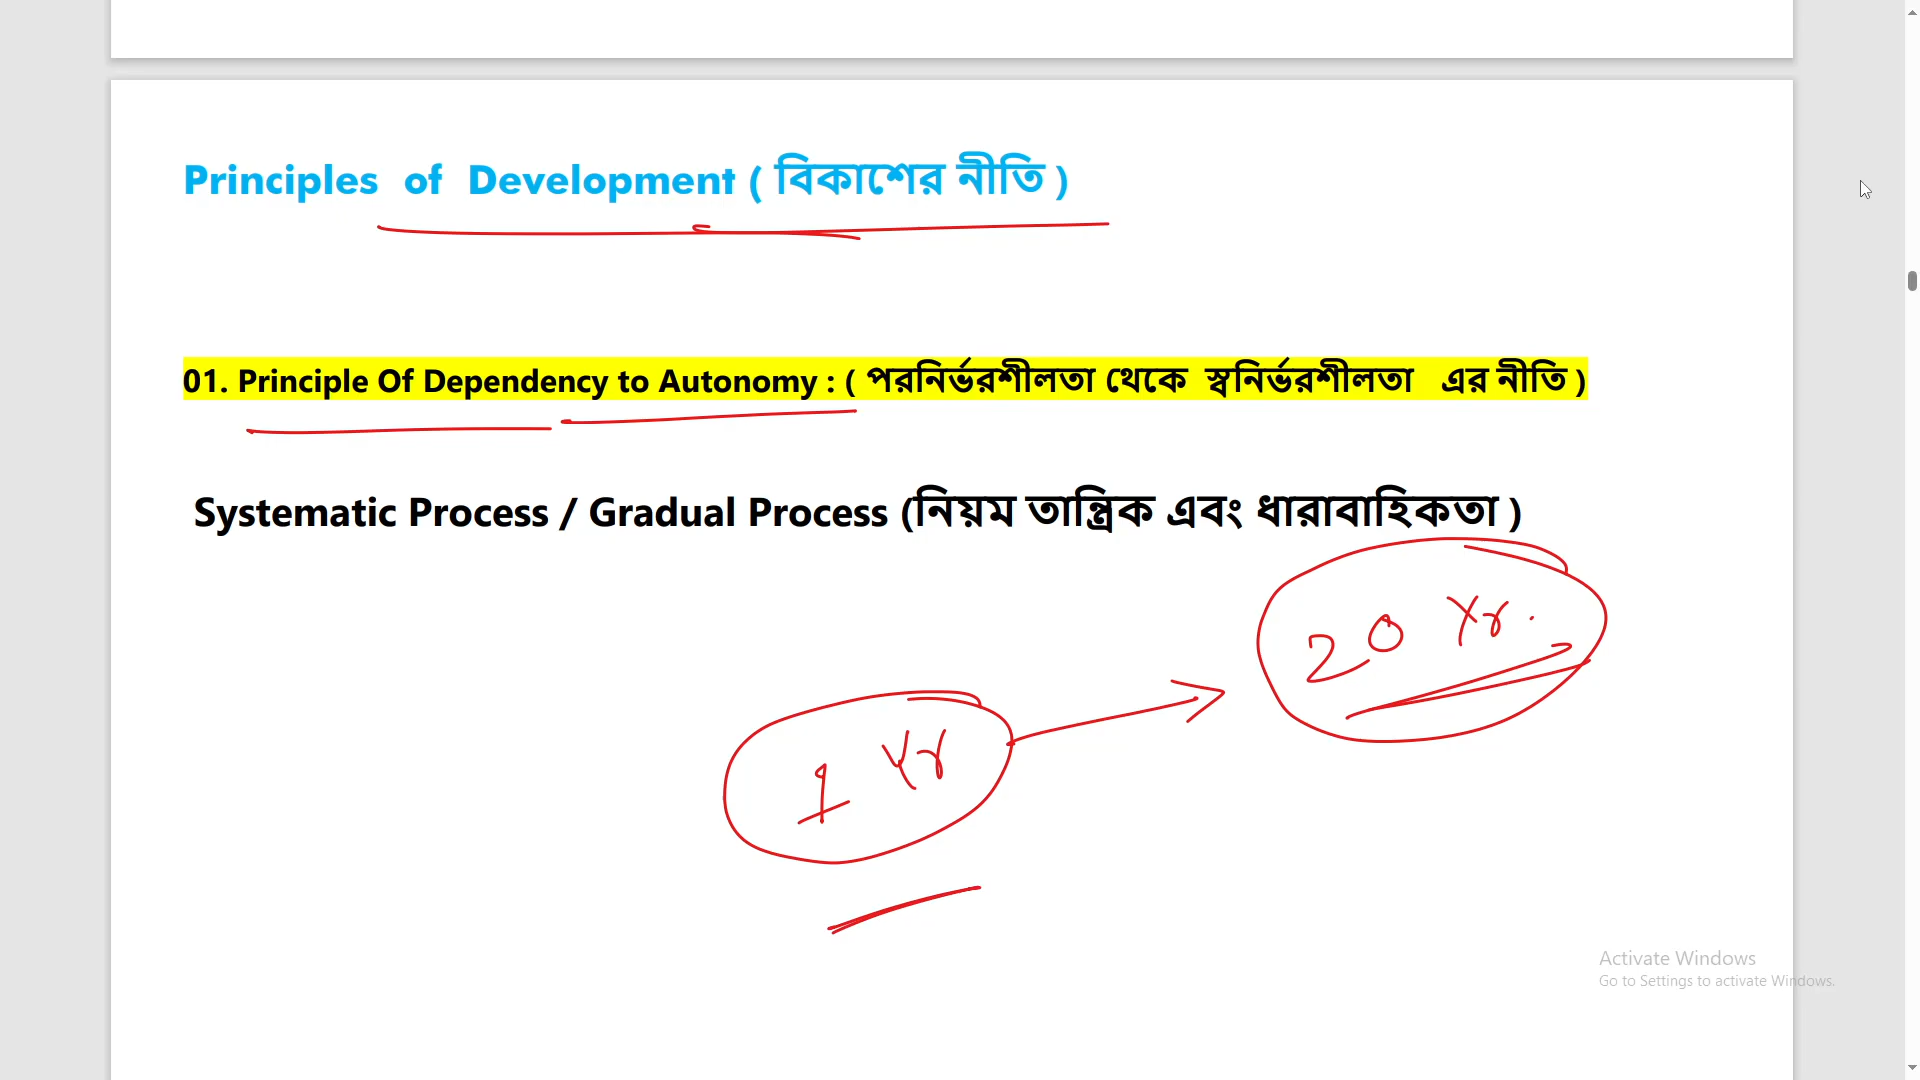 Principles of Development ( বিকাশের নীতি )
01. Principle Of Dependency to Autonomy : ( পরনির্ভরশীলতা থেকে স্বনির্ভরশীলতা এর নীতি )
Systematic Process / Gradual Process (নিয়ম তান্ত্রিক এবং ধারাবাহিকতা )
20 Yr.
1 Yr
Activate Windows
Go to Settings to activate Windows.